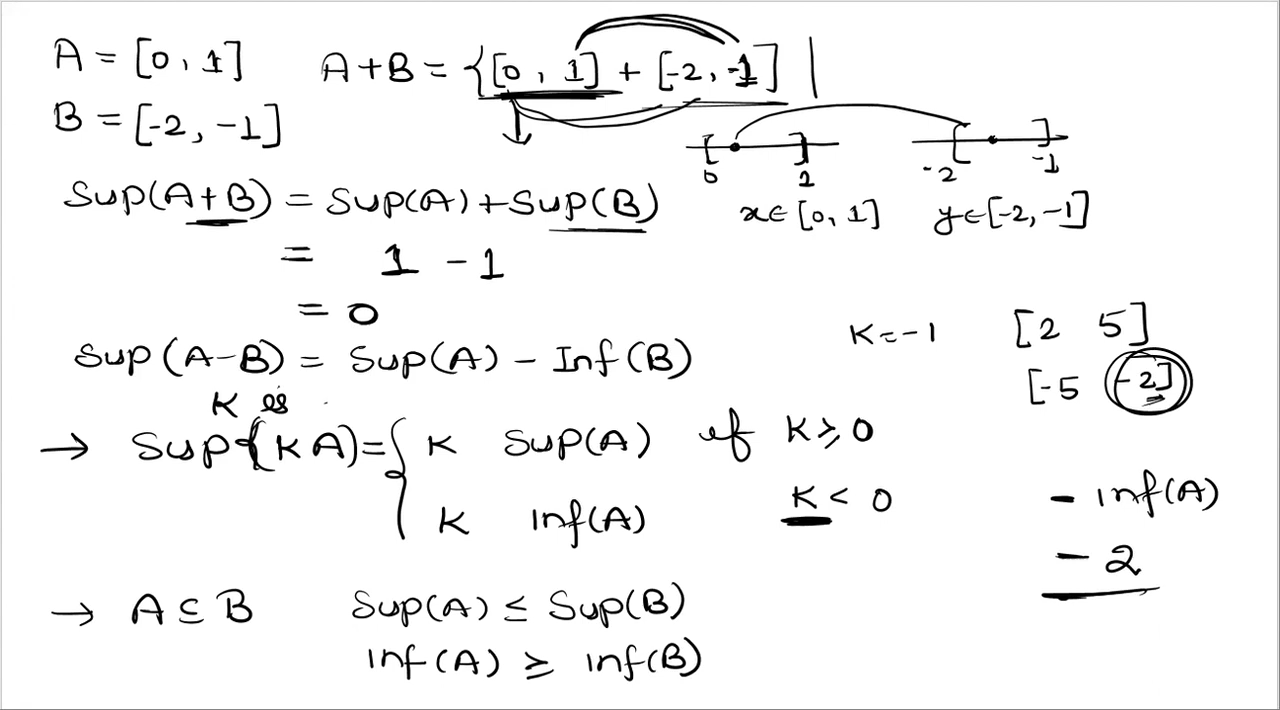 A = [0, 1]
A+B = {[0, 1] + [-2, -1] |
B = [-2, -1]
0 1
-2 -1
x∈[0, 1] y∈[-2, -1]
Sup(A+B) = Sup(A)+Sup(B)
= 1 -1
= 0
Sup(A-B) = Sup(A) - Inf(B)
K = -1 [2 5]
[-5 -2]
K is
→ Sup{(KA) = { K Sup(A) if K ≥ 0
K Inf(A) K < 0
- inf(A)
- 2
→ A ⊆ B Sup(A) ≤ Sup(B)
inf(A) ≥ inf(B)